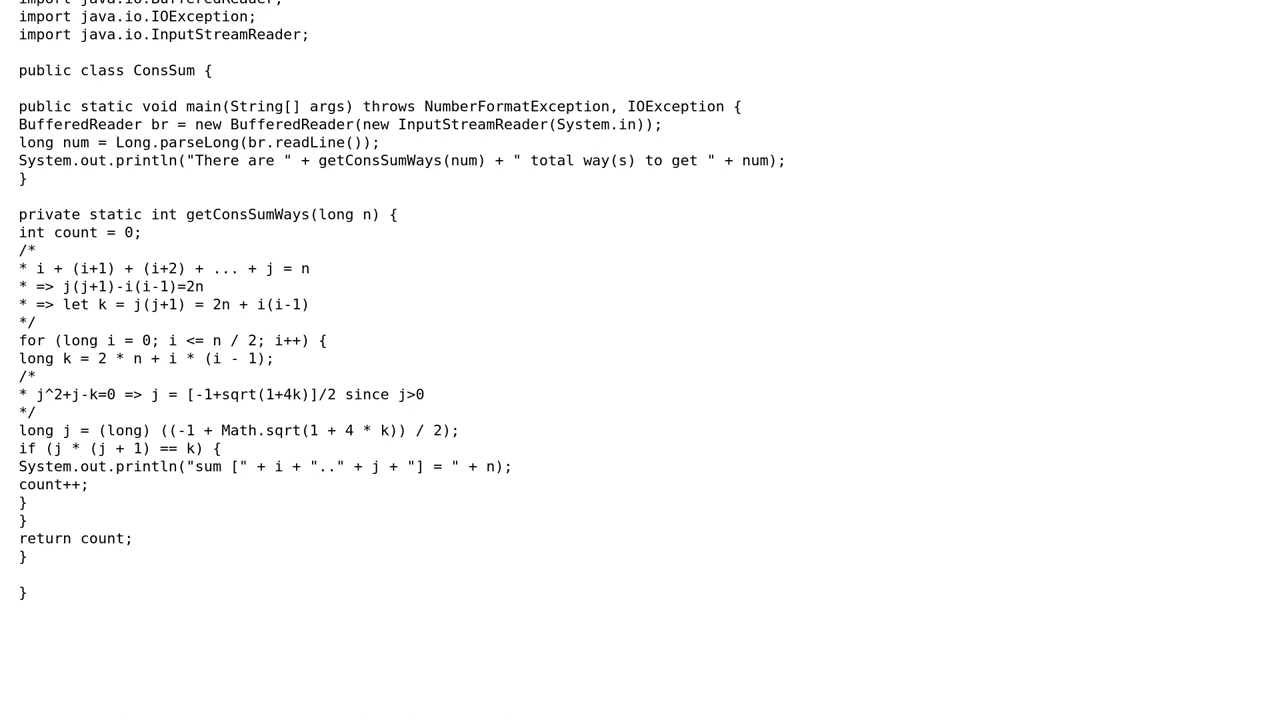 import java.io.BufferedReader;
import java.io.IOException;
import java.io.InputStreamReader;
public class ConsSum {
public static void main(String[] args) throws NumberFormatException, IOException {
BufferedReader br = new BufferedReader(new InputStreamReader(System.in));
long num = Long.parseLong(br.readLine());
System.out.println("There are " + getConsSumWays(num) + " total way(s) to get " + num);
}
private static int getConsSumWays(long n) {
int count = 0;
/*
* i + (i+1) + (i+2) + ... + j = n
* => j(j+1)-i(i-1)=2n
* => let k = j(j+1) = 2n + i(i-1)
*/
for (long i = 0; i <= n / 2; i++) {
long k = 2 * n + i * (i - 1);
/*
* j^2+j-k=0 => j = [-1+sqrt(1+4k)]/2 since j>0
*/
long j = (long) ((-1 + Math.sqrt(1 + 4 * k)) / 2);
if (j * (j + 1) == k) {
System.out.println("sum [" + i + ".." + j + "] = " + n);
count++;
}
}
return count;
}
}